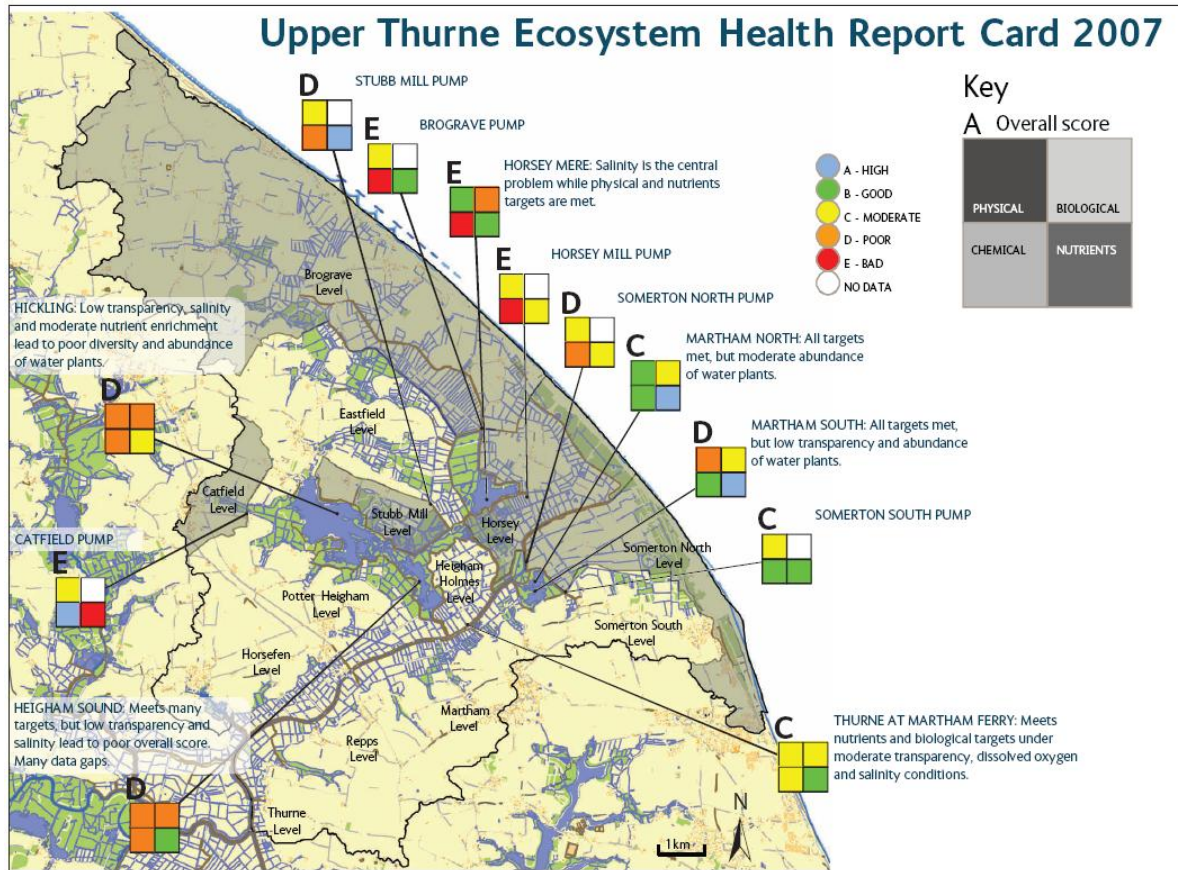 Upper Thurne Ecosystem Health Report Card 2007
Key
A Overall score
PHYSICAL
BIOLOGICAL
CHEMICAL
NUTRIENTS
A - HIGH
B - GOOD
C - MODERATE
D - POOR
E - BAD
NO DATA
D
STUBB MILL PUMP
E
BROGRAVE PUMP
E
HORSEY MERE: Salinity is the central
problem while physical and nutrients
targets are met.
E
HORSEY MILL PUMP
D
SOMERTON NORTH PUMP
C
MARTHAM NORTH: All targets
met, but moderate abundance
of water plants.
D
MARTHAM SOUTH: All targets met,
but low transparency and abundance
of water plants.
C
SOMERTON SOUTH PUMP
C
THURNE AT MARTHAM FERRY: Meets
nutrients and biological targets under
moderate transparency, dissolved oxygen
and salinity conditions.
HICKLING: Low transparency, salinity
and moderate nutrient enrichment
lead to poor diversity and abundance
of water plants.
D
CATFIELD PUMP
E
HEIGHAM SOUND: Meets many
targets, but low transparency and
salinity lead to poor overall score.
Many data gaps.
D
Brograve
Level
Eastfield
Level
Catfield
Level
Stubb Mill
Level
Horsey
Level
Somerton North
Level
Heigham
Holmes
Level
Potter Heigham
Level
Somerton South
Level
Horsefen
Level
Martham
Level
Repps
Level
Thurne
Level
1km
N